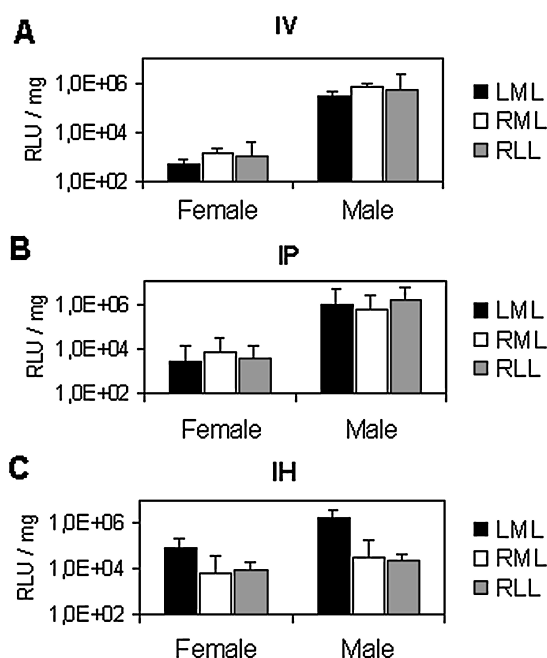 A
IV
RLU / mg
1,0E+06
1,0E+04
1,0E+02
Female Male
LML
RML
RLL
B
IP
RLU / mg
1,0E+06
1,0E+04
1,0E+02
Female Male
LML
RML
RLL
C
IH
RLU / mg
1,0E+06
1,0E+04
1,0E+02
Female Male
LML
RML
RLL